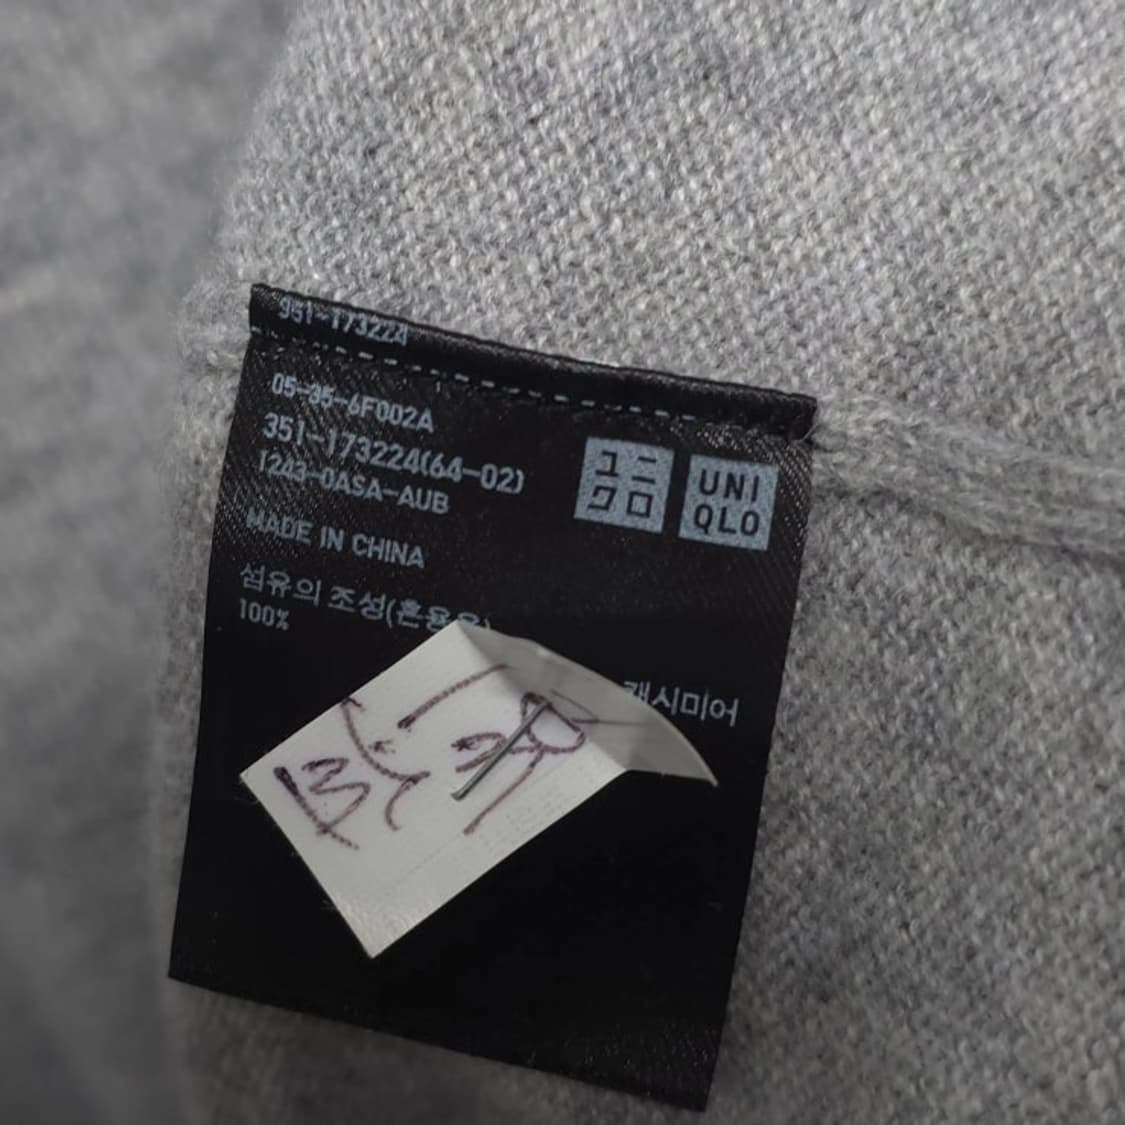 951-173224
05-35-6F002A
351-173224(64-02)
1243-0ASA-AUB
MADE IN CHINA
섬유의 조성(혼용율)
100%
캐시미어
ユニ
クロ
UNI
QLO